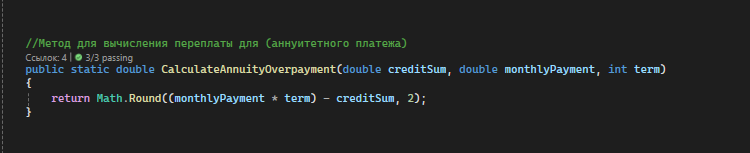 //Метод для вычисления переплаты для (аннуитетного платежа)
Ссылок: 4 | 3/3 passing
public static double CalculateAnnuityOverpayment(double creditSum, double monthlyPayment, int term)
{
return Math.Round((monthlyPayment * term) - creditSum, 2);
}